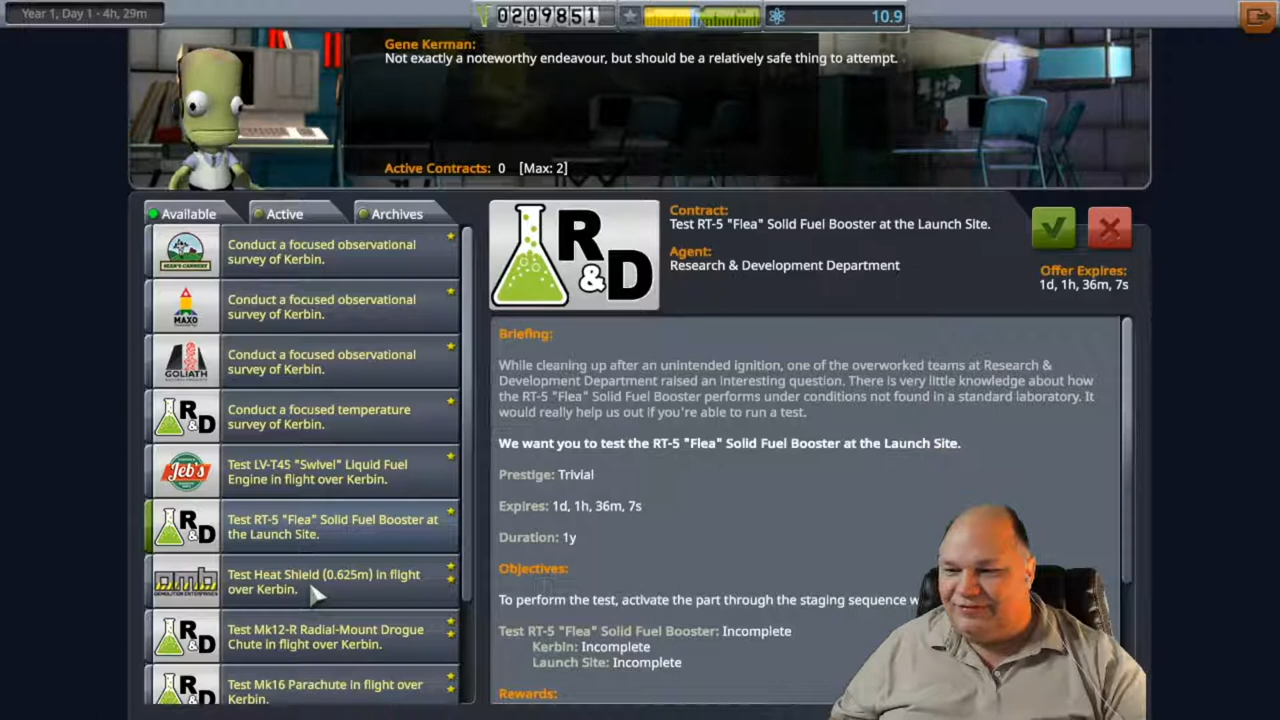 Year 1, Day 1 - 4h, 29m
0209851
10.9
Gene Kerman:
Not exactly a noteworthy endeavour, but should be a relatively safe thing to attempt.
Active Contracts: 0 [Max: 2]
Available
Active
Archives
Conduct a focused observational
survey of Kerbin.
MAXO
Conduct a focused observational
survey of Kerbin.
GOLIATH
Conduct a focused observational
survey of Kerbin.
R&D
Conduct a focused temperature
survey of Kerbin.
Jeb's
Test LV-T45 "Swivel" Liquid Fuel
Engine in flight over Kerbin.
R&D
Test RT-5 "Flea" Solid Fuel Booster at
the Launch Site.
Test Heat Shield (0.625m) in flight
over Kerbin.
R&D
Test Mk12-R Radial-Mount Drogue
Chute in flight over Kerbin.
R&D
Test Mk16 Parachute in flight over
Kerbin.
R&D
Contract:
Test RT-5 "Flea" Solid Fuel Booster at the Launch Site.
Agent:
Research & Development Department
Offer Expires:
1d, 1h, 36m, 7s
Briefing:
While cleaning up after an unintended ignition, one of the overworked teams at Research &
Development Department raised an interesting question. There is very little knowledge about how
the RT-5 "Flea" Solid Fuel Booster performs under conditions not found in a standard laboratory. It
would really help us out if you're able to run a test.
We want you to test the RT-5 "Flea" Solid Fuel Booster at the Launch Site.
Prestige: Trivial
Expires: 1d, 1h, 36m, 7s
Duration: 1y
Objectives:
To perform the test, activate the part through the staging sequence w
Test RT-5 "Flea" Solid Fuel Booster: Incomplete
Kerbin: Incomplete
Launch Site: Incomplete
Rewards: